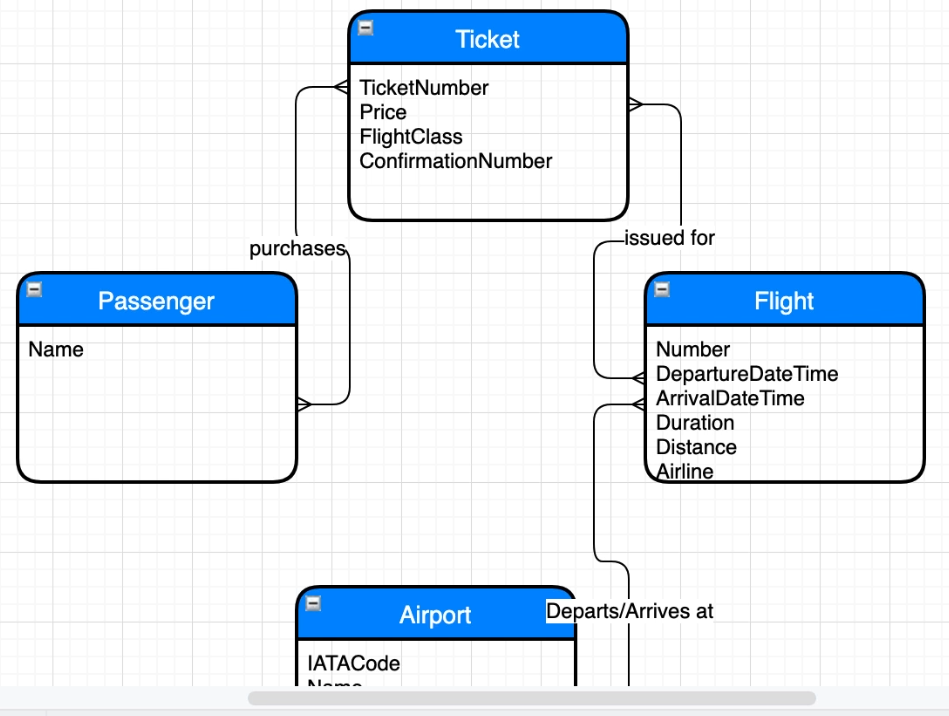 Ticket
TicketNumber
Price
FlightClass
ConfirmationNumber
purchases
issued for
Passenger
Name
Flight
Number
DepartureDateTime
ArrivalDateTime
Duration
Distance
Airline
Airport
Departs/Arrives at
IATACode
Name